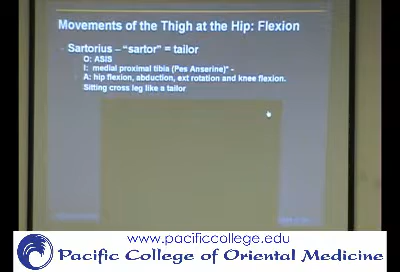 Movements of the Thigh at the Hip: Flexion
Sartorius – “sartor” = tailor
O: ASIS
I: medial proximal tibia (Pes Anserine)* -
A: hip flexion, abduction, ext rotation and knee flexion.
Sitting cross leg like a tailor
www.pacificcollege.edu
Pacific College of Oriental Medicine